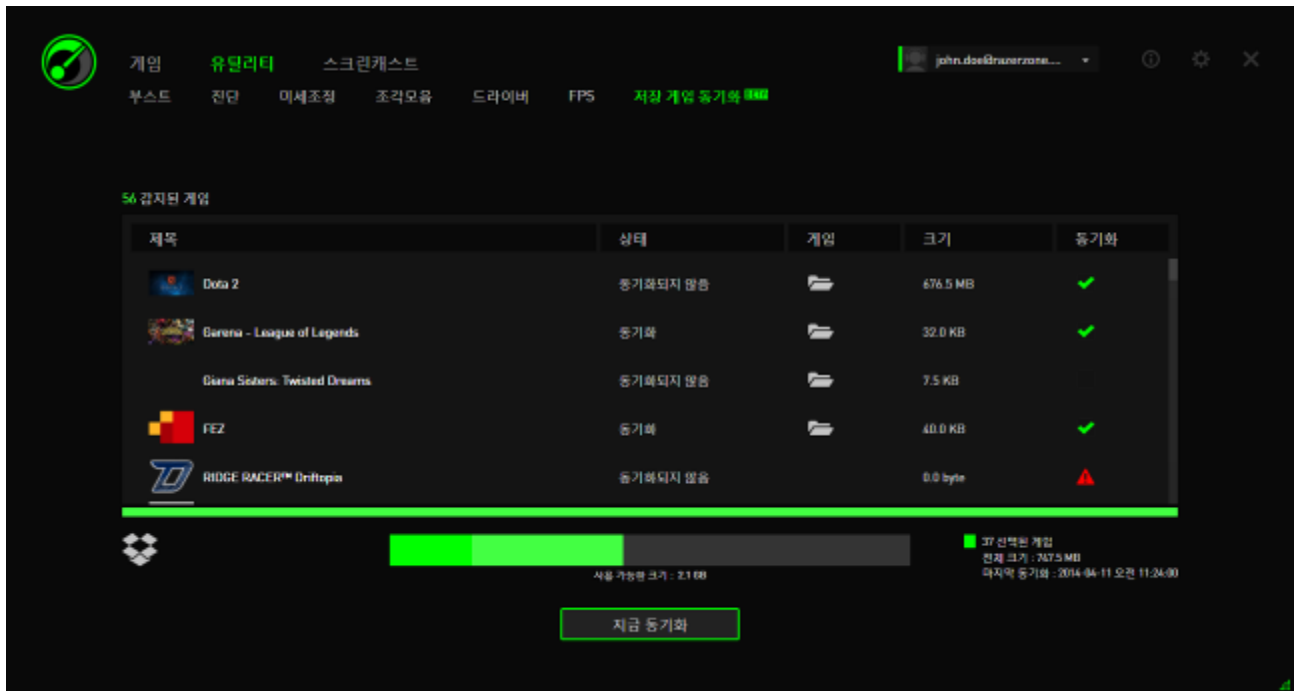 게임 유틸리티 스크린캐스트 john.doe@razerzone....
부스트 진단 미세조정 조각모음 드라이버 FPS 저장 게임 동기화 BETA
56 감지된 게임
제목 상태 게임 크기 동기화
Dota 2 동기화되지 않음 676.5 MB
Garena - League of Legends 동기화 32.0 KB
Giana Sisters: Twisted Dreams 동기화되지 않음 7.5 KB
FEZ 동기화 40.0 KB
RIDGE RACER™ Driftopia 동기화되지 않음 0.0 byte
37 선택된 게임
전체 크기 : 747.5 MB
사용 가능한 크기 : 2.1 GB
마지막 동기화 : 2014-04-11 오전 11:24:00
지금 동기화